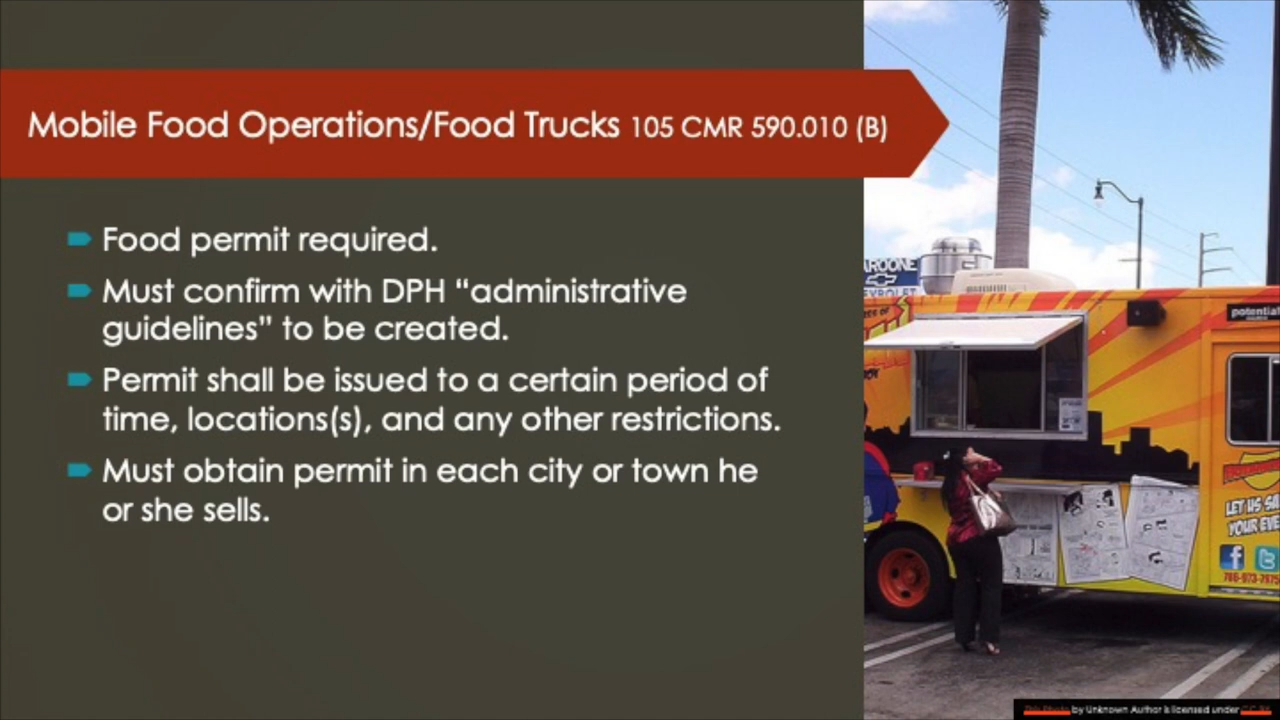 Mobile Food Operations/Food Trucks 105 CMR 590.010 (B)
Food permit required.
Must confirm with DPH “administrative
guidelines” to be created.
Permit shall be issued to a certain period of
time, locations(s), and any other restrictions.
Must obtain permit in each city or town he
or she sells.
potential
LET US
YOUR EVE
by Unknown Author is licensed under